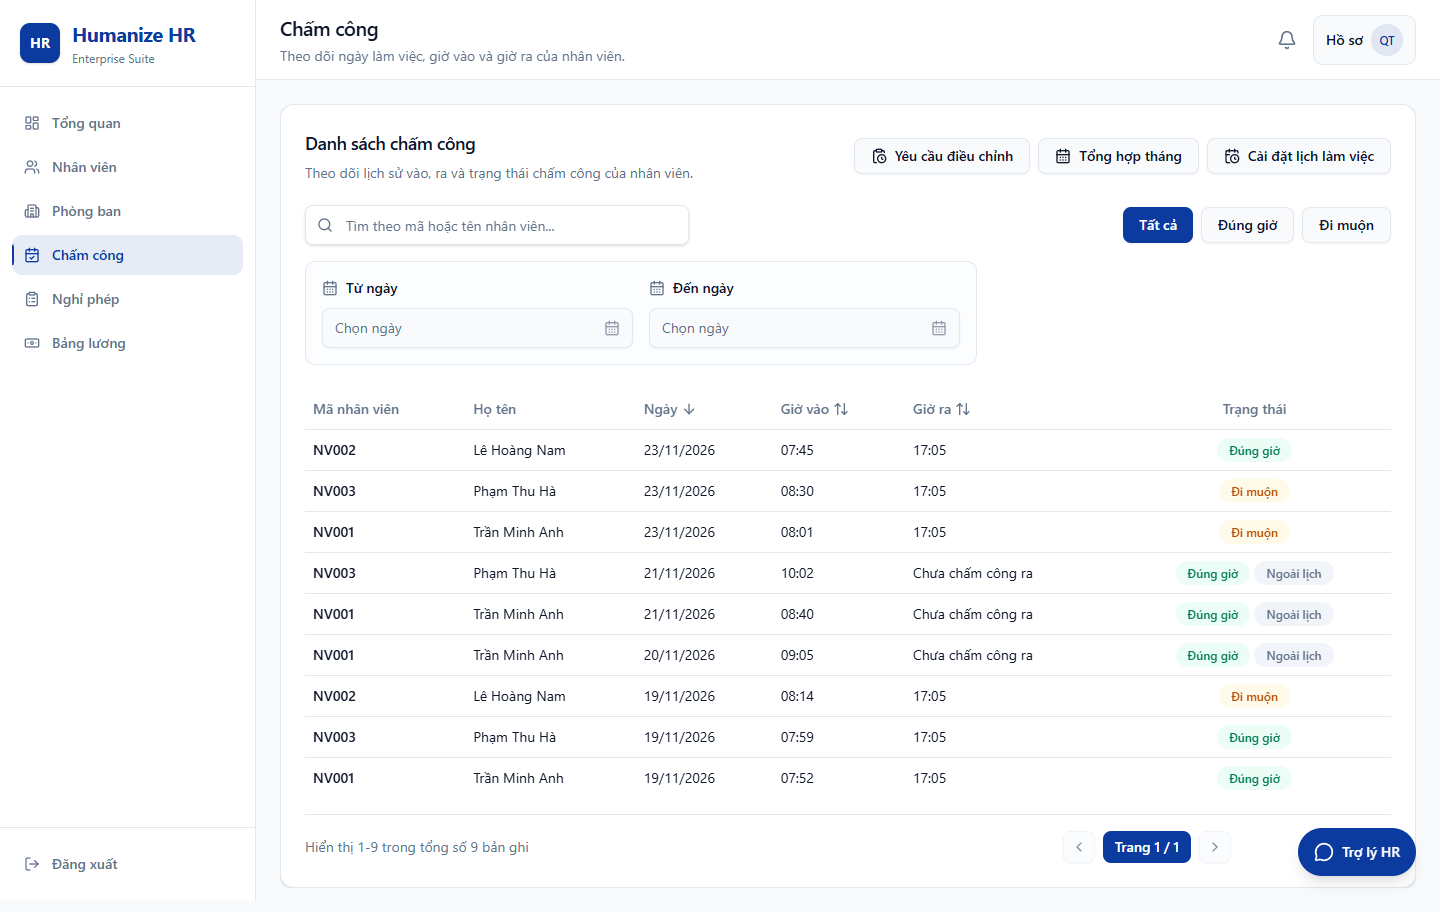 HR
Humanize HR
Enterprise Suite
Tổng quan
Nhân viên
Phòng ban
Chấm công
Nghỉ phép
Bảng lương
Đăng xuất
Chấm công
Theo dõi ngày làm việc, giờ vào và giờ ra của nhân viên.
Hồ sơ QT
Danh sách chấm công
Theo dõi lịch sử vào, ra và trạng thái chấm công của nhân viên.
Yêu cầu điều chỉnh
Tổng hợp tháng
Cài đặt lịch làm việc
Tìm theo mã hoặc tên nhân viên...
Tất cả
Đúng giờ
Đi muộn
Từ ngày
Chọn ngày
Đến ngày
Chọn ngày
Mã nhân viên Họ tên Ngày Giờ vào Giờ ra Trạng thái
NV002 Lê Hoàng Nam 23/11/2026 07:45 17:05 Đúng giờ
NV003 Phạm Thu Hà 23/11/2026 08:30 17:05 Đi muộn
NV001 Trần Minh Anh 23/11/2026 08:01 17:05 Đi muộn
NV003 Phạm Thu Hà 21/11/2026 10:02 Chưa chấm công ra Đúng giờ Ngoài lịch
NV001 Trần Minh Anh 21/11/2026 08:40 Chưa chấm công ra Đúng giờ Ngoài lịch
NV001 Trần Minh Anh 20/11/2026 09:05 Chưa chấm công ra Đúng giờ Ngoài lịch
NV002 Lê Hoàng Nam 19/11/2026 08:14 17:05 Đi muộn
NV003 Phạm Thu Hà 19/11/2026 07:59 17:05 Đúng giờ
NV001 Trần Minh Anh 19/11/2026 07:52 17:05 Đúng giờ
Hiển thị 1-9 trong tổng số 9 bản ghi
Trang 1 / 1
Trợ lý HR